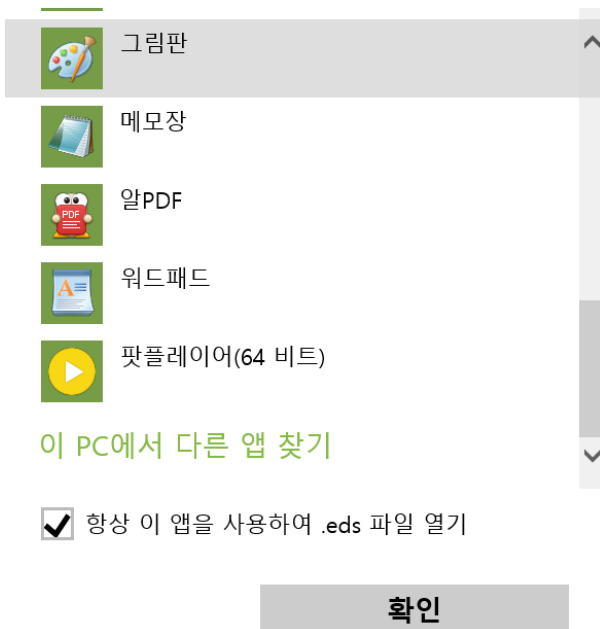 그림판
메모장
PDF
알PDF
A
워드패드
팟플레이어(64 비트)
이 PC에서 다른 앱 찾기
항상 이 앱을 사용하여 .eds 파일 열기
확인